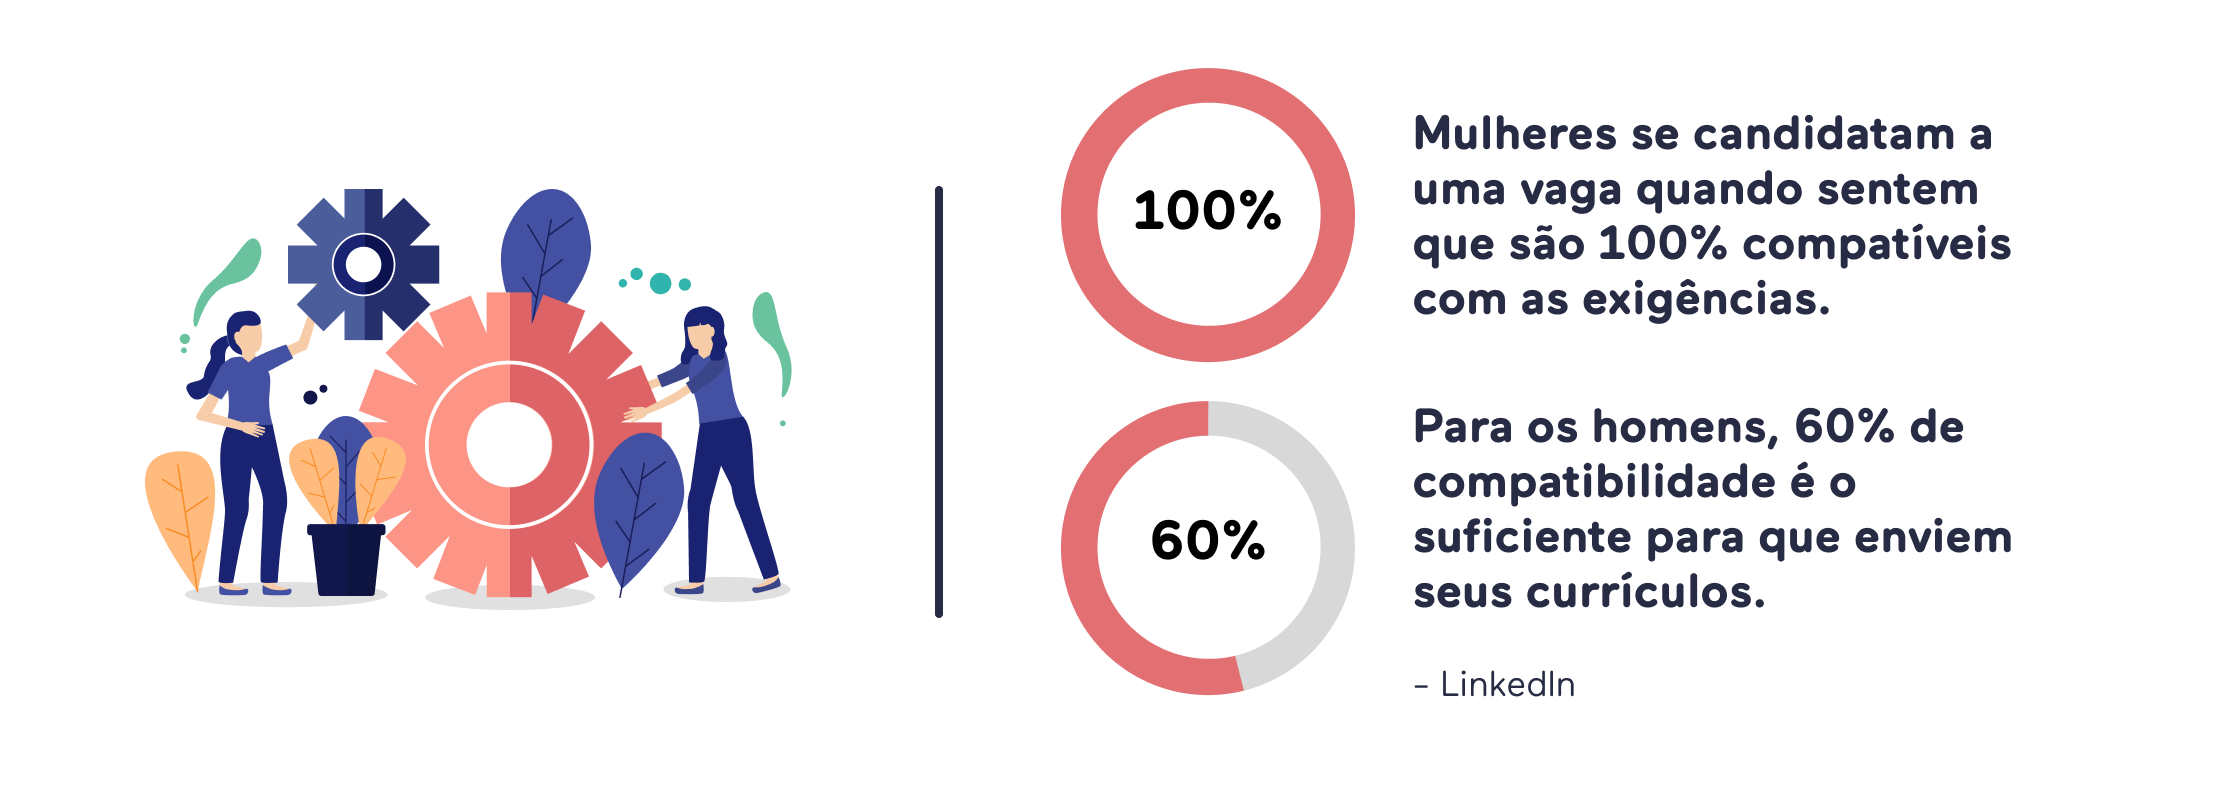 100%
Mulheres se candidatam a
uma vaga quando sentem
que são 100% compatíveis
com as exigências.
60%
Para os homens, 60% de
compatibilidade é o
suficiente para que enviem
seus currículos.
- LinkedIn